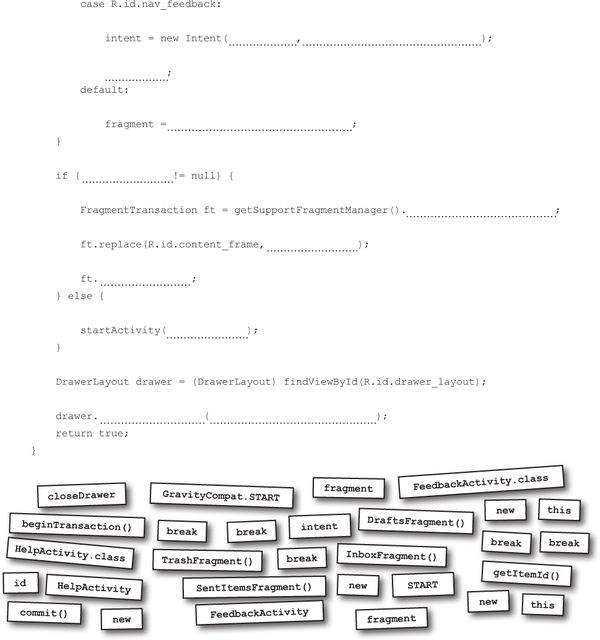 case R.id.nav_feedback:
intent = new Intent(, );
;
default:
fragment = ;
}
if ( != null) {
FragmentTransaction ft = getSupportFragmentManager(). ;
ft.replace(R.id.content_frame, );
ft. ;
} else {
startActivity( );
}
DrawerLayout drawer = (DrawerLayout) findViewById(R.id.drawer_layout);
drawer. ( );
return true;
}
closeDrawer GravityCompat.START fragment FeedbackActivity.class
beginTransaction() break break intent DraftsFragment() new this
HelpActivity.class TrashFragment() break InboxFragment() break break
id HelpActivity SentItemsFragment() new START getItemId()
commit() new FeedbackActivity fragment new this